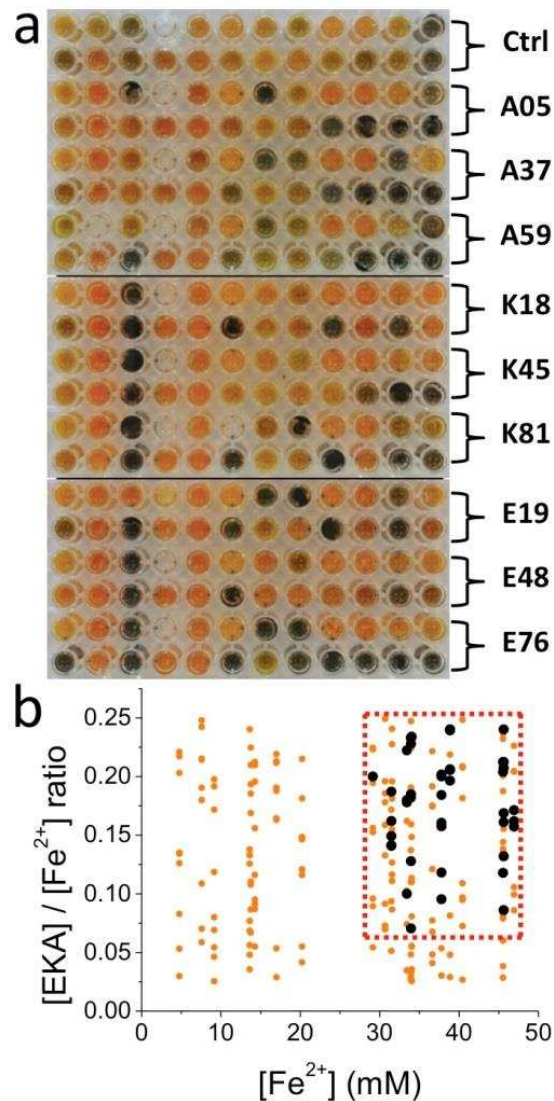 a
Ctrl
A05
A37
A59
K18
K45
K81
E19
E48
E76
b
[EKA] / [Fe²⁺] ratio
0.25
0.20
0.15
0.10
0.05
0.00
0 10 20 30 40 50
[Fe²⁺] (mM)